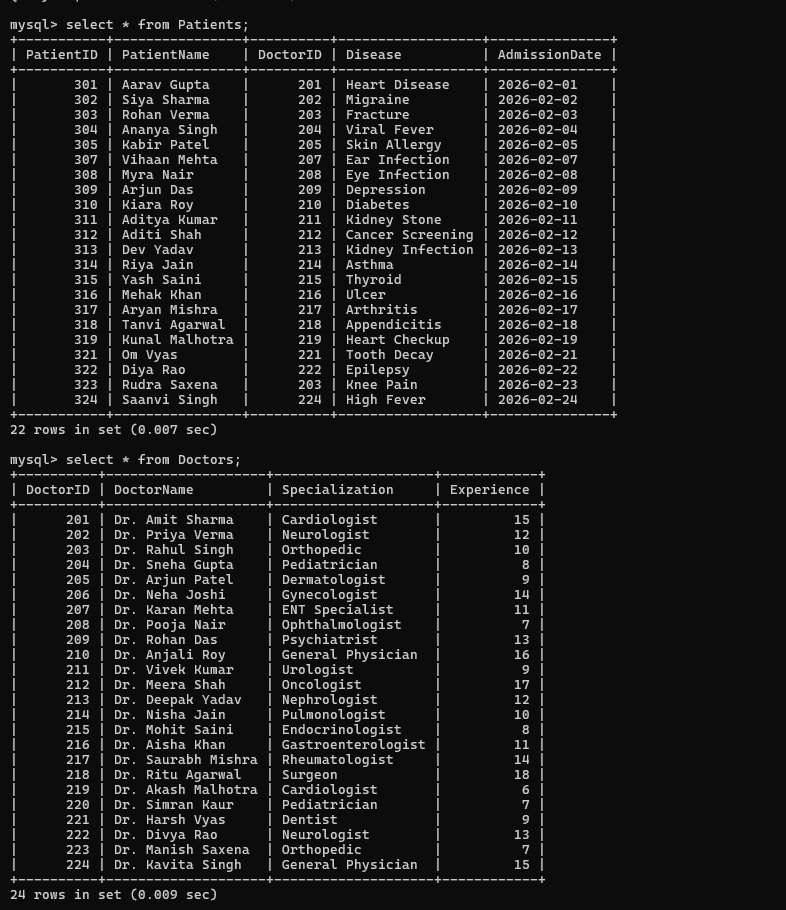 mysql> select * from Patients;
+-----------+----------------+----------+------------------+---------------+
| PatientID | PatientName    | DoctorID | Disease          | AdmissionDate |
+-----------+----------------+----------+------------------+---------------+
|       301 | Aarav Gupta    |      201 | Heart Disease    | 2026-02-01    |
|       302 | Siya Sharma    |      202 | Migraine         | 2026-02-02    |
|       303 | Rohan Verma    |      203 | Fracture         | 2026-02-03    |
|       304 | Ananya Singh   |      204 | Viral Fever      | 2026-02-04    |
|       305 | Kabir Patel    |      205 | Skin Allergy     | 2026-02-05    |
|       307 | Vihaan Mehta   |      207 | Ear Infection    | 2026-02-07    |
|       308 | Myra Nair      |      208 | Eye Infection    | 2026-02-08    |
|       309 | Arjun Das      |      209 | Depression       | 2026-02-09    |
|       310 | Kiara Roy      |      210 | Diabetes         | 2026-02-10    |
|       311 | Aditya Kumar   |      211 | Kidney Stone     | 2026-02-11    |
|       312 | Aditi Shah     |      212 | Cancer Screening | 2026-02-12    |
|       313 | Dev Yadav      |      213 | Kidney Infection | 2026-02-13    |
|       314 | Riya Jain      |      214 | Asthma           | 2026-02-14    |
|       315 | Yash Saini     |      215 | Thyroid          | 2026-02-15    |
|       316 | Mehak Khan     |      216 | Ulcer            | 2026-02-16    |
|       317 | Aryan Mishra   |      217 | Arthritis        | 2026-02-17    |
|       318 | Tanvi Agarwal  |      218 | Appendicitis     | 2026-02-18    |
|       319 | Kunal Malhotra |      219 | Heart Checkup    | 2026-02-19    |
|       321 | Om Vyas        |      221 | Tooth Decay      | 2026-02-21    |
|       322 | Diya Rao       |      222 | Epilepsy         | 2026-02-22    |
|       323 | Rudra Saxena   |      203 | Knee Pain        | 2026-02-23    |
|       324 | Saanvi Singh   |      224 | High Fever       | 2026-02-24    |
+-----------+----------------+----------+------------------+---------------+
22 rows in set (0.007 sec)

mysql> select * from Doctors;
+----------+--------------------+--------------------+------------+
| DoctorID | DoctorName         | Specialization     | Experience |
+----------+--------------------+--------------------+------------+
|      201 | Dr. Amit Sharma    | Cardiologist       |         15 |
|      202 | Dr. Priya Verma    | Neurologist        |         12 |
|      203 | Dr. Rahul Singh    | Orthopedic         |         10 |
|      204 | Dr. Sneha Gupta    | Pediatrician       |          8 |
|      205 | Dr. Arjun Patel    | Dermatologist      |          9 |
|      206 | Dr. Neha Joshi     | Gynecologist       |         14 |
|      207 | Dr. Karan Mehta    | ENT Specialist     |         11 |
|      208 | Dr. Pooja Nair     | Ophthalmologist    |          7 |
|      209 | Dr. Rohan Das      | Psychiatrist       |         13 |
|      210 | Dr. Anjali Roy     | General Physician  |         16 |
|      211 | Dr. Vivek Kumar    | Urologist          |          9 |
|      212 | Dr. Meera Shah     | Oncologist         |         17 |
|      213 | Dr. Deepak Yadav   | Nephrologist       |         12 |
|      214 | Dr. Nisha Jain     | Pulmonologist      |         10 |
|      215 | Dr. Mohit Saini    | Endocrinologist    |          8 |
|      216 | Dr. Aisha Khan     | Gastroenterologist |         11 |
|      217 | Dr. Saurabh Mishra | Rheumatologist     |         14 |
|      218 | Dr. Ritu Agarwal   | Surgeon            |         18 |
|      219 | Dr. Akash Malhotra | Cardiologist       |          6 |
|      220 | Dr. Simran Kaur    | Pediatrician       |          7 |
|      221 | Dr. Harsh Vyas     | Dentist            |          9 |
|      222 | Dr. Divya Rao      | Neurologist        |         13 |
|      223 | Dr. Manish Saxena  | Orthopedic         |          7 |
|      224 | Dr. Kavita Singh   | General Physician  |         15 |
+----------+--------------------+--------------------+------------+
24 rows in set (0.009 sec)